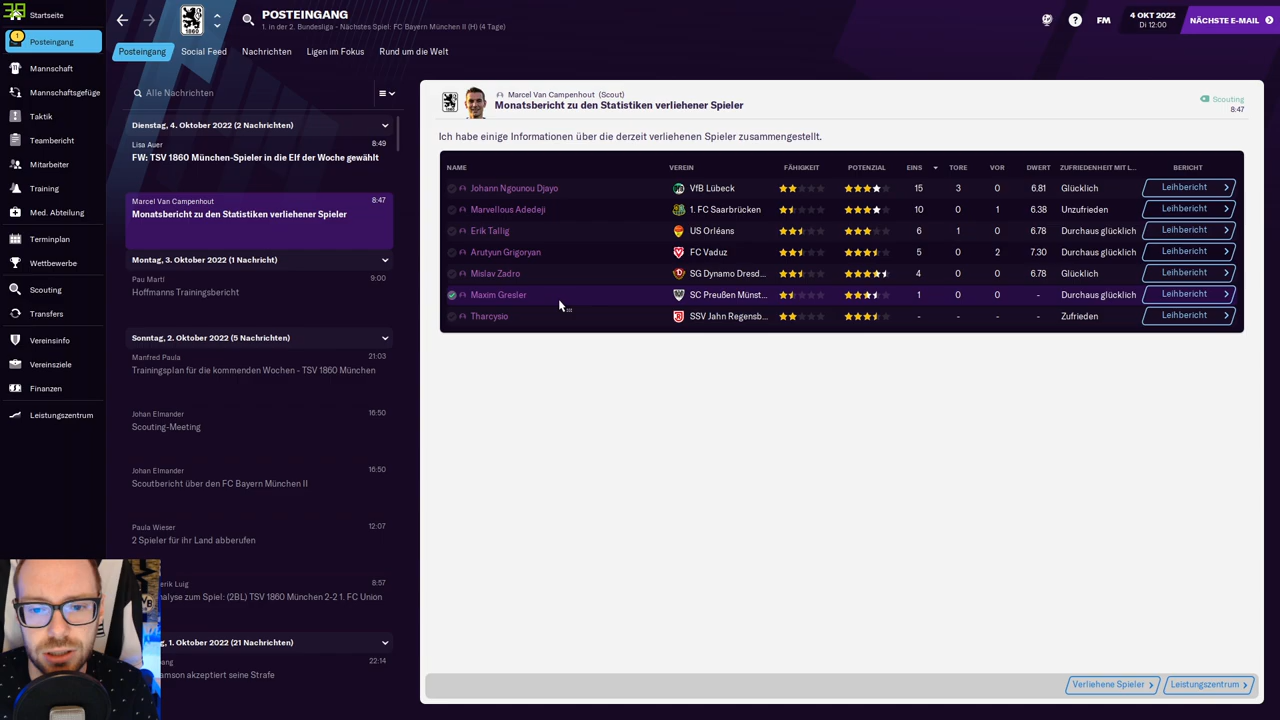 38
Startseite
Posteingang
1
Mannschaft
Mannschaftsgefüge
Taktik
Teambericht
Mitarbeiter
Training
Med. Abteilung
Terminplan
Wettbewerbe
Scouting
Transfers
Vereinsinfo
Vereinsziele
Finanzen
Leistungszentrum
POSTEINGANG
1. in der 2. Bundesliga - Nächstes Spiel: FC Bayern München II (H) (4 Tage)
FM
4 OKT 2022
Di 12:00
NÄCHSTE E-MAIL
Posteingang
Social Feed
Nachrichten
Ligen im Fokus
Rund um die Welt
Alle Nachrichten
Dienstag, 4. Oktober 2022 (2 Nachrichten)
Lisa Auer 8:49
FW: TSV 1860 München-Spieler in die Elf der Woche gewählt
Marcel Van Campenhout 8:47
Monatsbericht zu den Statistiken verliehener Spieler
Montag, 3. Oktober 2022 (1 Nachricht)
Pau Martí 9:00
Hoffmanns Trainingsbericht
Sonntag, 2. Oktober 2022 (5 Nachrichten)
Manfred Paula 21:03
Trainingsplan für die kommenden Wochen - TSV 1860 München
Johan Elmander 16:50
Scouting-Meeting
Johan Elmander 16:50
Scoutbericht über den FC Bayern München II
Paula Wieser 12:07
2 Spieler für ihr Land abberufen
erik Luig 8:57
nalyse zum Spiel: (2BL) TSV 1860 München 2-2 1. FC Union
g, 1. Oktober 2022 (21 Nachrichten)
ang 22:14
amson akzeptiert seine Strafe
Marcel Van Campenhout (Scout)
Monatsbericht zu den Statistiken verliehener Spieler
Scouting
8:47
Ich habe einige Informationen über die derzeit verliehenen Spieler zusammengestellt.
NAME VEREIN FÄHIGKEIT POTENZIAL EINS TORE VOR DWERT ZUFRIEDENHEIT MIT L... BERICHT
Johann Ngounou Djayo VfB Lübeck 15 3 0 6.81 Glücklich Leihbericht
Marvellous Adedeji 1. FC Saarbrücken 10 0 1 6.38 Unzufrieden Leihbericht
Erik Tallig US Orléans 6 1 0 6.78 Durchaus glücklich Leihbericht
Arutyun Grigoryan FC Vaduz 5 0 2 7.30 Durchaus glücklich Leihbericht
Mislav Zadro SG Dynamo Dresd... 4 0 0 6.78 Glücklich Leihbericht
Maxim Gresler SC Preußen Münst... 1 0 0 - Durchaus glücklich Leihbericht
Tharcysio SSV Jahn Regensb... - - - - Zufrieden Leihbericht
Verliehene Spieler
Leistungszentrum